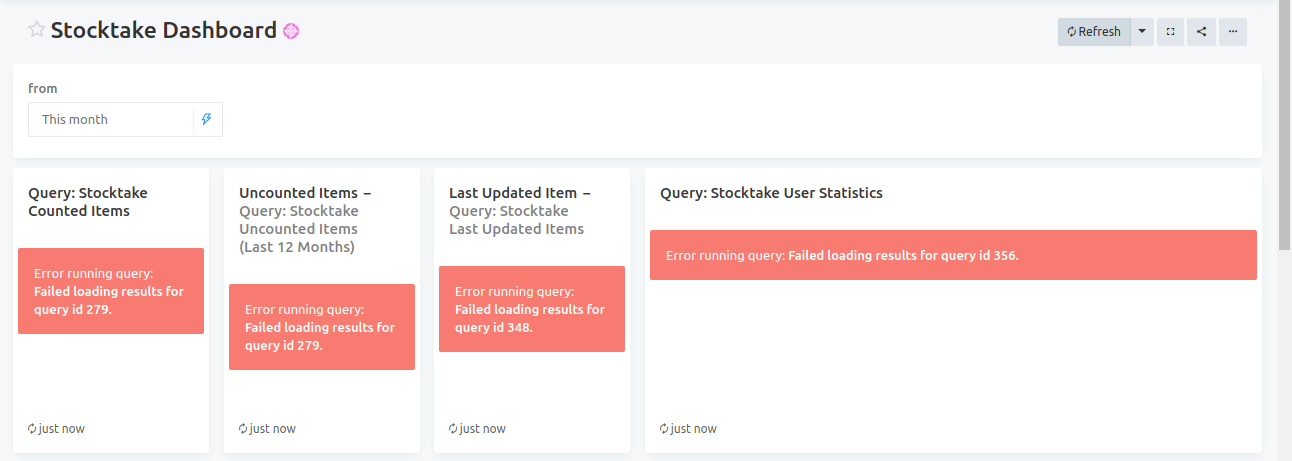 Stocktake Dashboard
Refresh
from
This month
Query: Stocktake
Counted Items
Error running query:
Failed loading results for
query id 279.
just now
Uncounted Items –
Query: Stocktake
Uncounted Items
(Last 12 Months)
Error running query:
Failed loading results for
query id 279.
just now
Last Updated Item –
Query: Stocktake
Last Updated Items
Error running query:
Failed loading results for
query id 348.
just now
Query: Stocktake User Statistics
Error running query: Failed loading results for query id 356.
just now